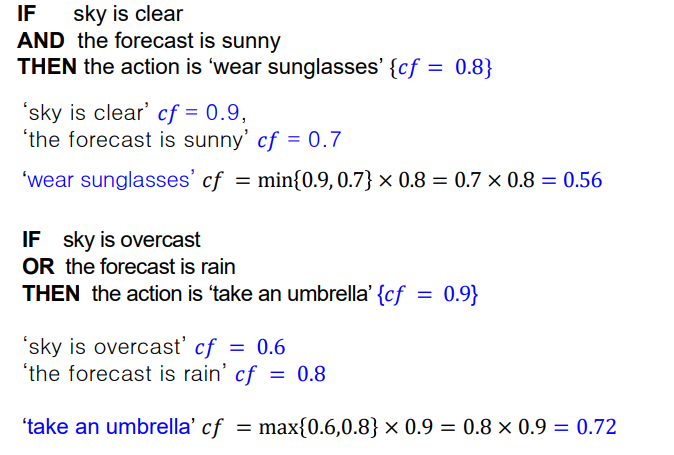 IF sky is clear
AND the forecast is sunny
THEN the action is ‘wear sunglasses’ {cf = 0.8}
‘sky is clear’ cf = 0.9,
‘the forecast is sunny’ cf = 0.7
‘wear sunglasses’ cf = min{0.9, 0.7} × 0.8 = 0.7 × 0.8 = 0.56
IF sky is overcast
OR the forecast is rain
THEN the action is ‘take an umbrella’ {cf = 0.9}
‘sky is overcast’ cf = 0.6
‘the forecast is rain’ cf = 0.8
‘take an umbrella’ cf = max{0.6,0.8} × 0.9 = 0.8 × 0.9 = 0.72